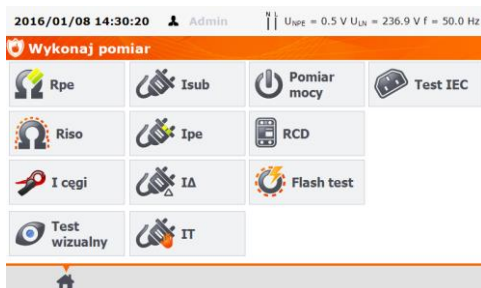 2016/01/08 14:30:20 Admin N L UNPE = 0.5 V ULN = 236.9 V f = 50.0 Hz
Wykonaj pomiar
Rpe Isub Pomiar mocy Test IEC
Riso Ipe RCD
I cęgi IΔ Flash test
Test wizualny IT